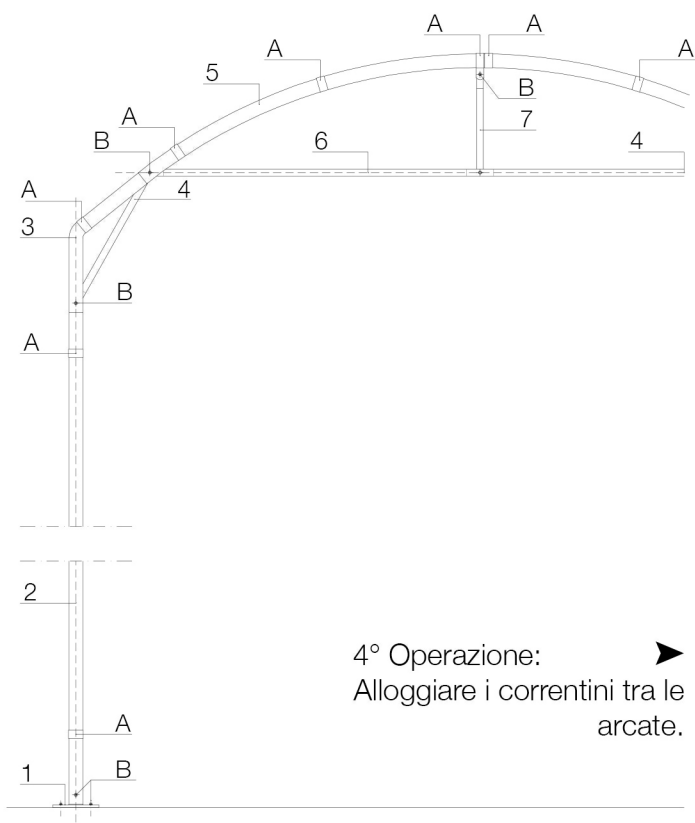 A A
A A
5
A B
B 7
6 4
A 4
3
B
A
2
4° Operazione:
Alloggiare i correntini tra le
arcate.
A
1 B